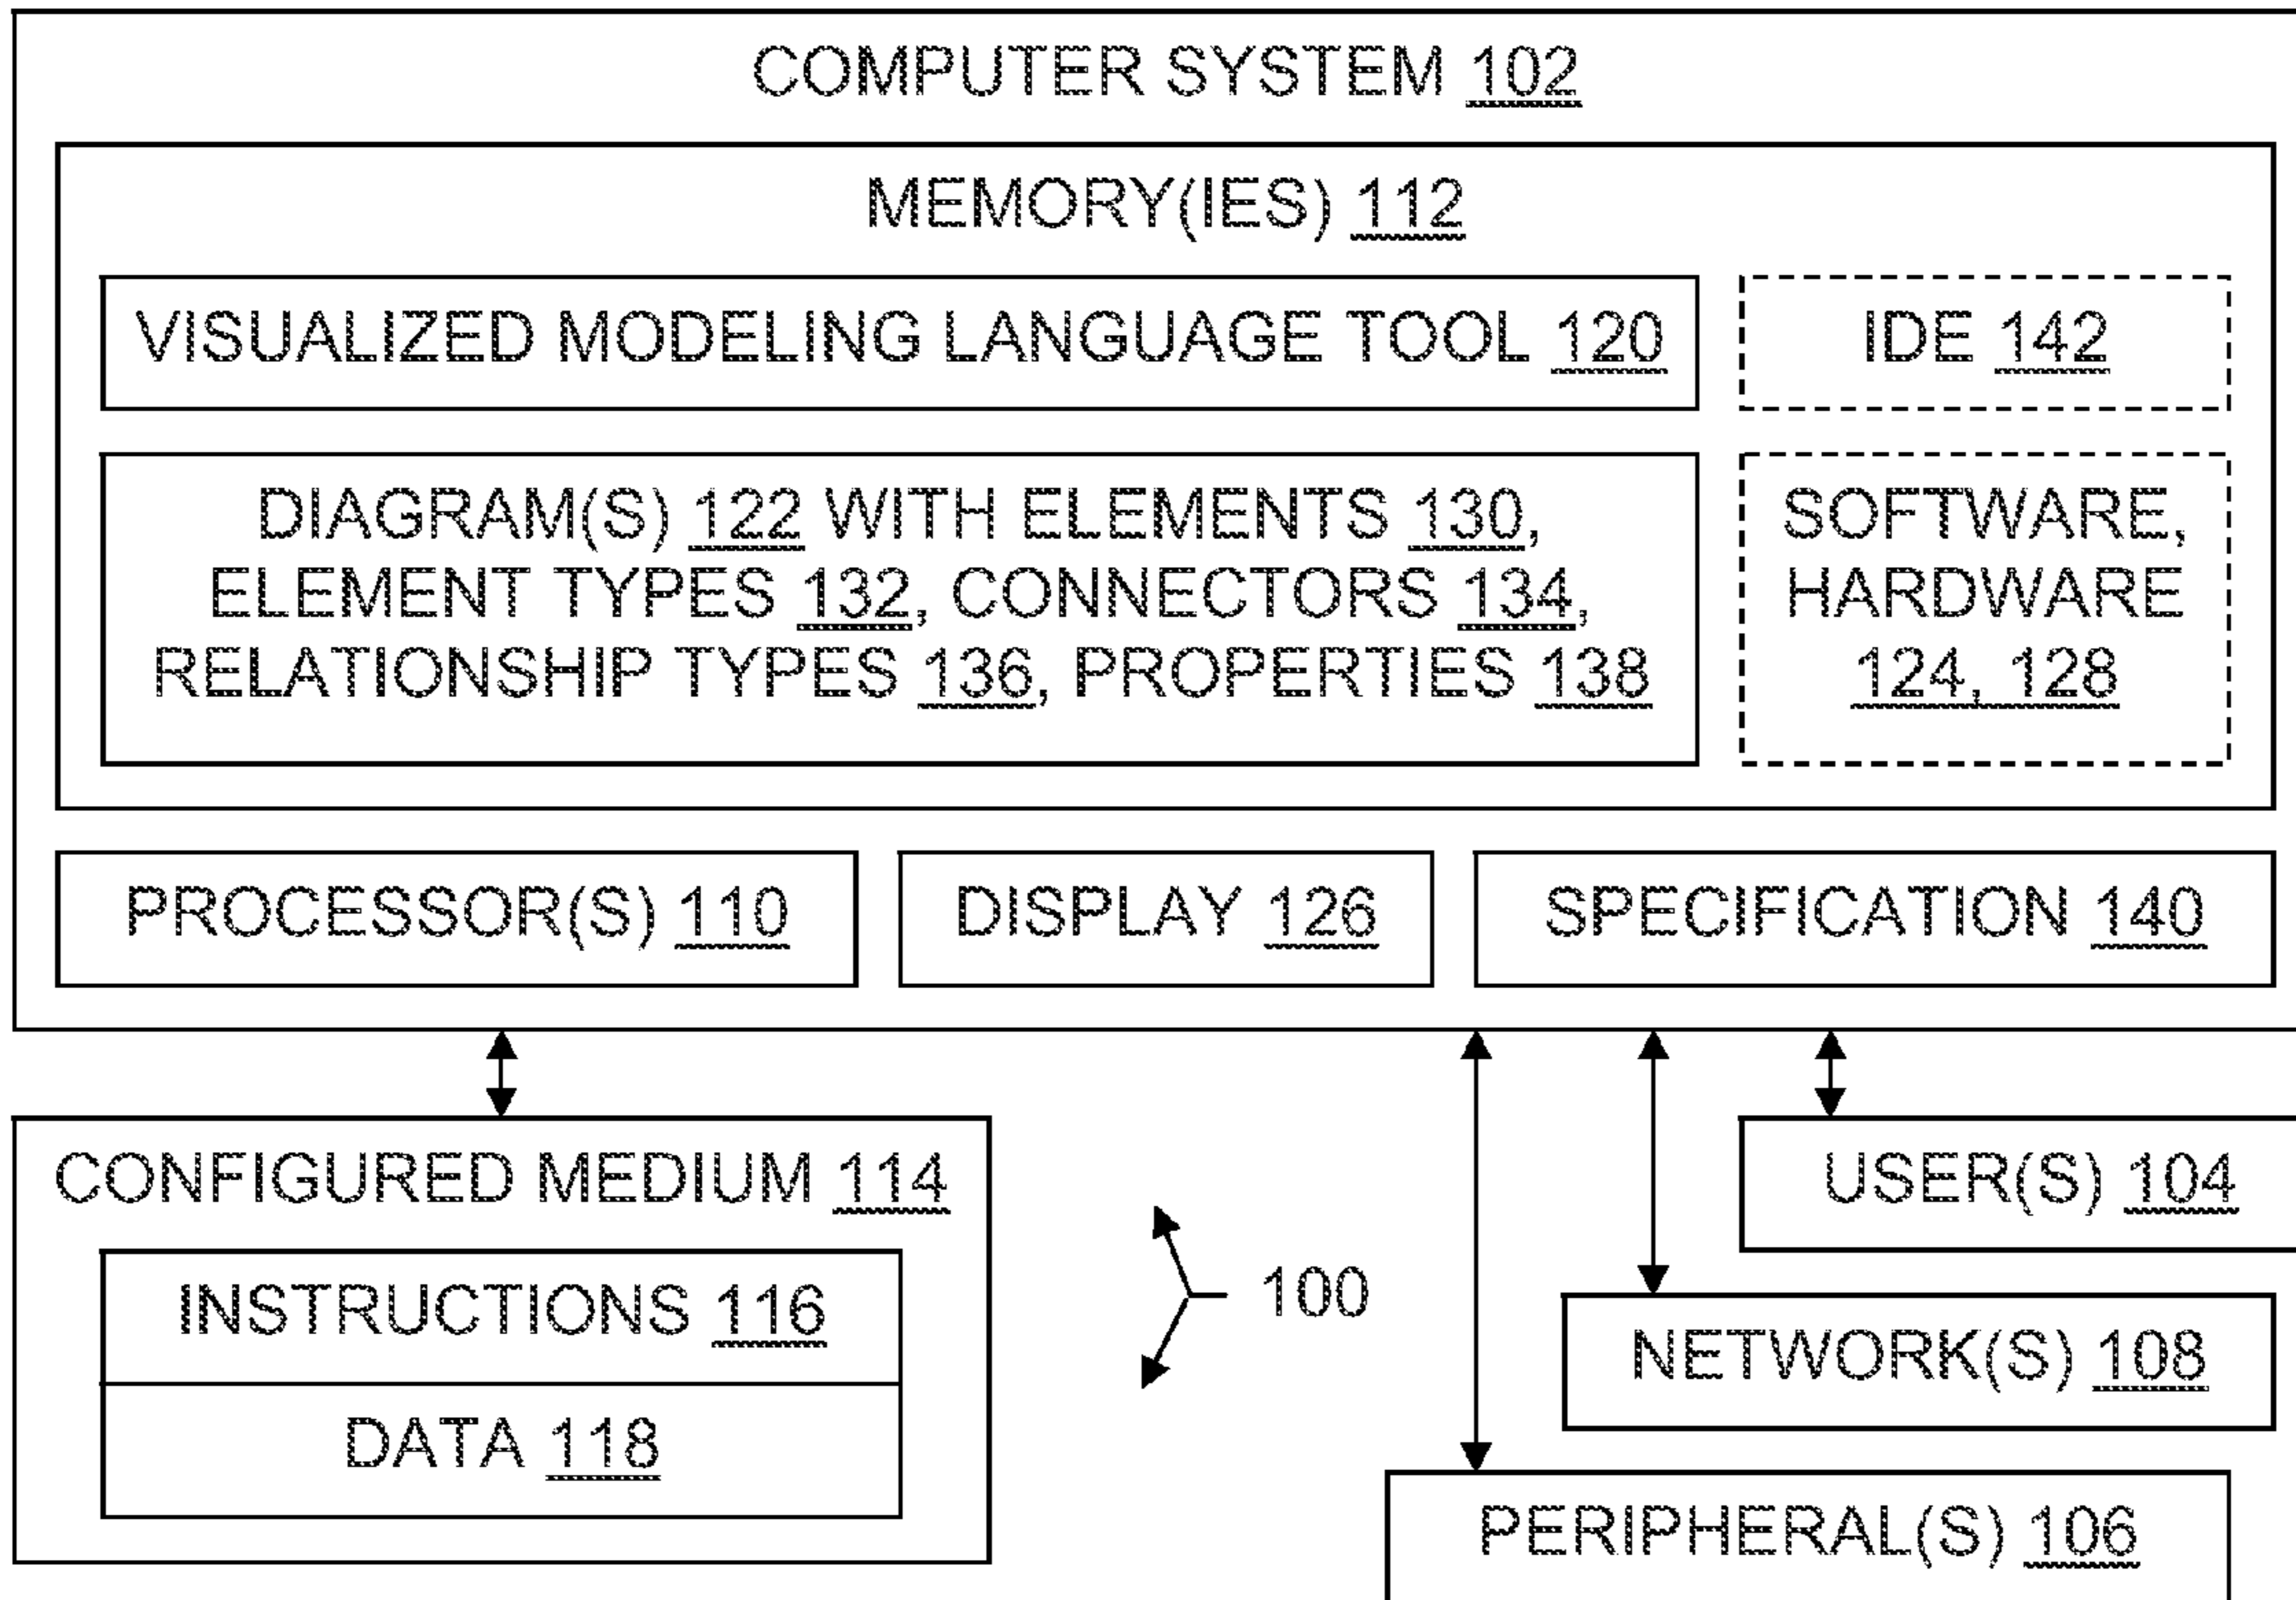 COMPUTER SYSTEM 102
MEMORY(IES) 112
VISUALIZED MODELING LANGUAGE TOOL 120
IDE 142
DIAGRAM(S) 122 WITH ELEMENTS 130,
ELEMENT TYPES 132, CONNECTORS 134,
RELATIONSHIP TYPES 136, PROPERTIES 138
SOFTWARE,
HARDWARE
124, 128
PROCESSOR(S) 110
DISPLAY 126
SPECIFICATION 140
CONFIGURED MEDIUM 114
INSTRUCTIONS 116
DATA 118
100
USER(S) 104
NETWORK(S) 108
PERIPHERAL(S) 106